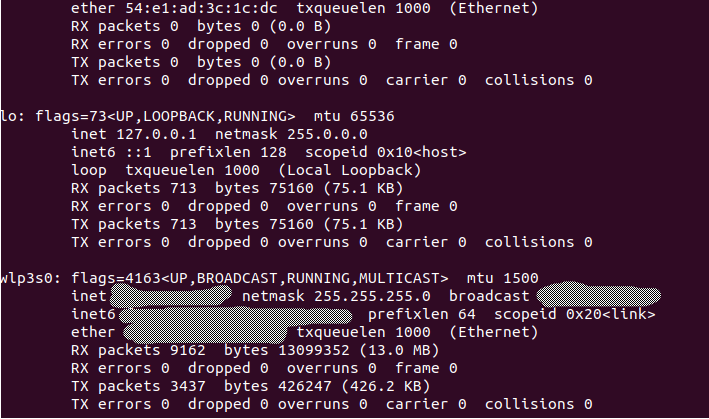 ether 54:e1:ad:3c:1c:dc  txqueuelen 1000  (Ethernet)
RX packets 0  bytes 0 (0.0 B)
RX errors 0  dropped 0  overruns 0  frame 0
TX packets 0  bytes 0 (0.0 B)
TX errors 0  dropped 0 overruns 0  carrier 0  collisions 0
lo: flags=73<UP,LOOPBACK,RUNNING>  mtu 65536
inet 127.0.0.1  netmask 255.0.0.0
inet6 ::1  prefixlen 128  scopeid 0x10<host>
loop  txqueuelen 1000  (Local Loopback)
RX packets 713  bytes 75160 (75.1 KB)
RX errors 0  dropped 0  overruns 0  frame 0
TX packets 713  bytes 75160 (75.1 KB)
TX errors 0  dropped 0 overruns 0  carrier 0  collisions 0
wlp3s0: flags=4163<UP,BROADCAST,RUNNING,MULTICAST>  mtu 1500
inet netmask 255.255.255.0  broadcast
inet6 prefixlen 64  scopeid 0x20<link>
ether txqueuelen 1000  (Ethernet)
RX packets 9162  bytes 13099352 (13.0 MB)
RX errors 0  dropped 0  overruns 0  frame 0
TX packets 3437  bytes 426247 (426.2 KB)
TX errors 0  dropped 0 overruns 0  carrier 0  collisions 0